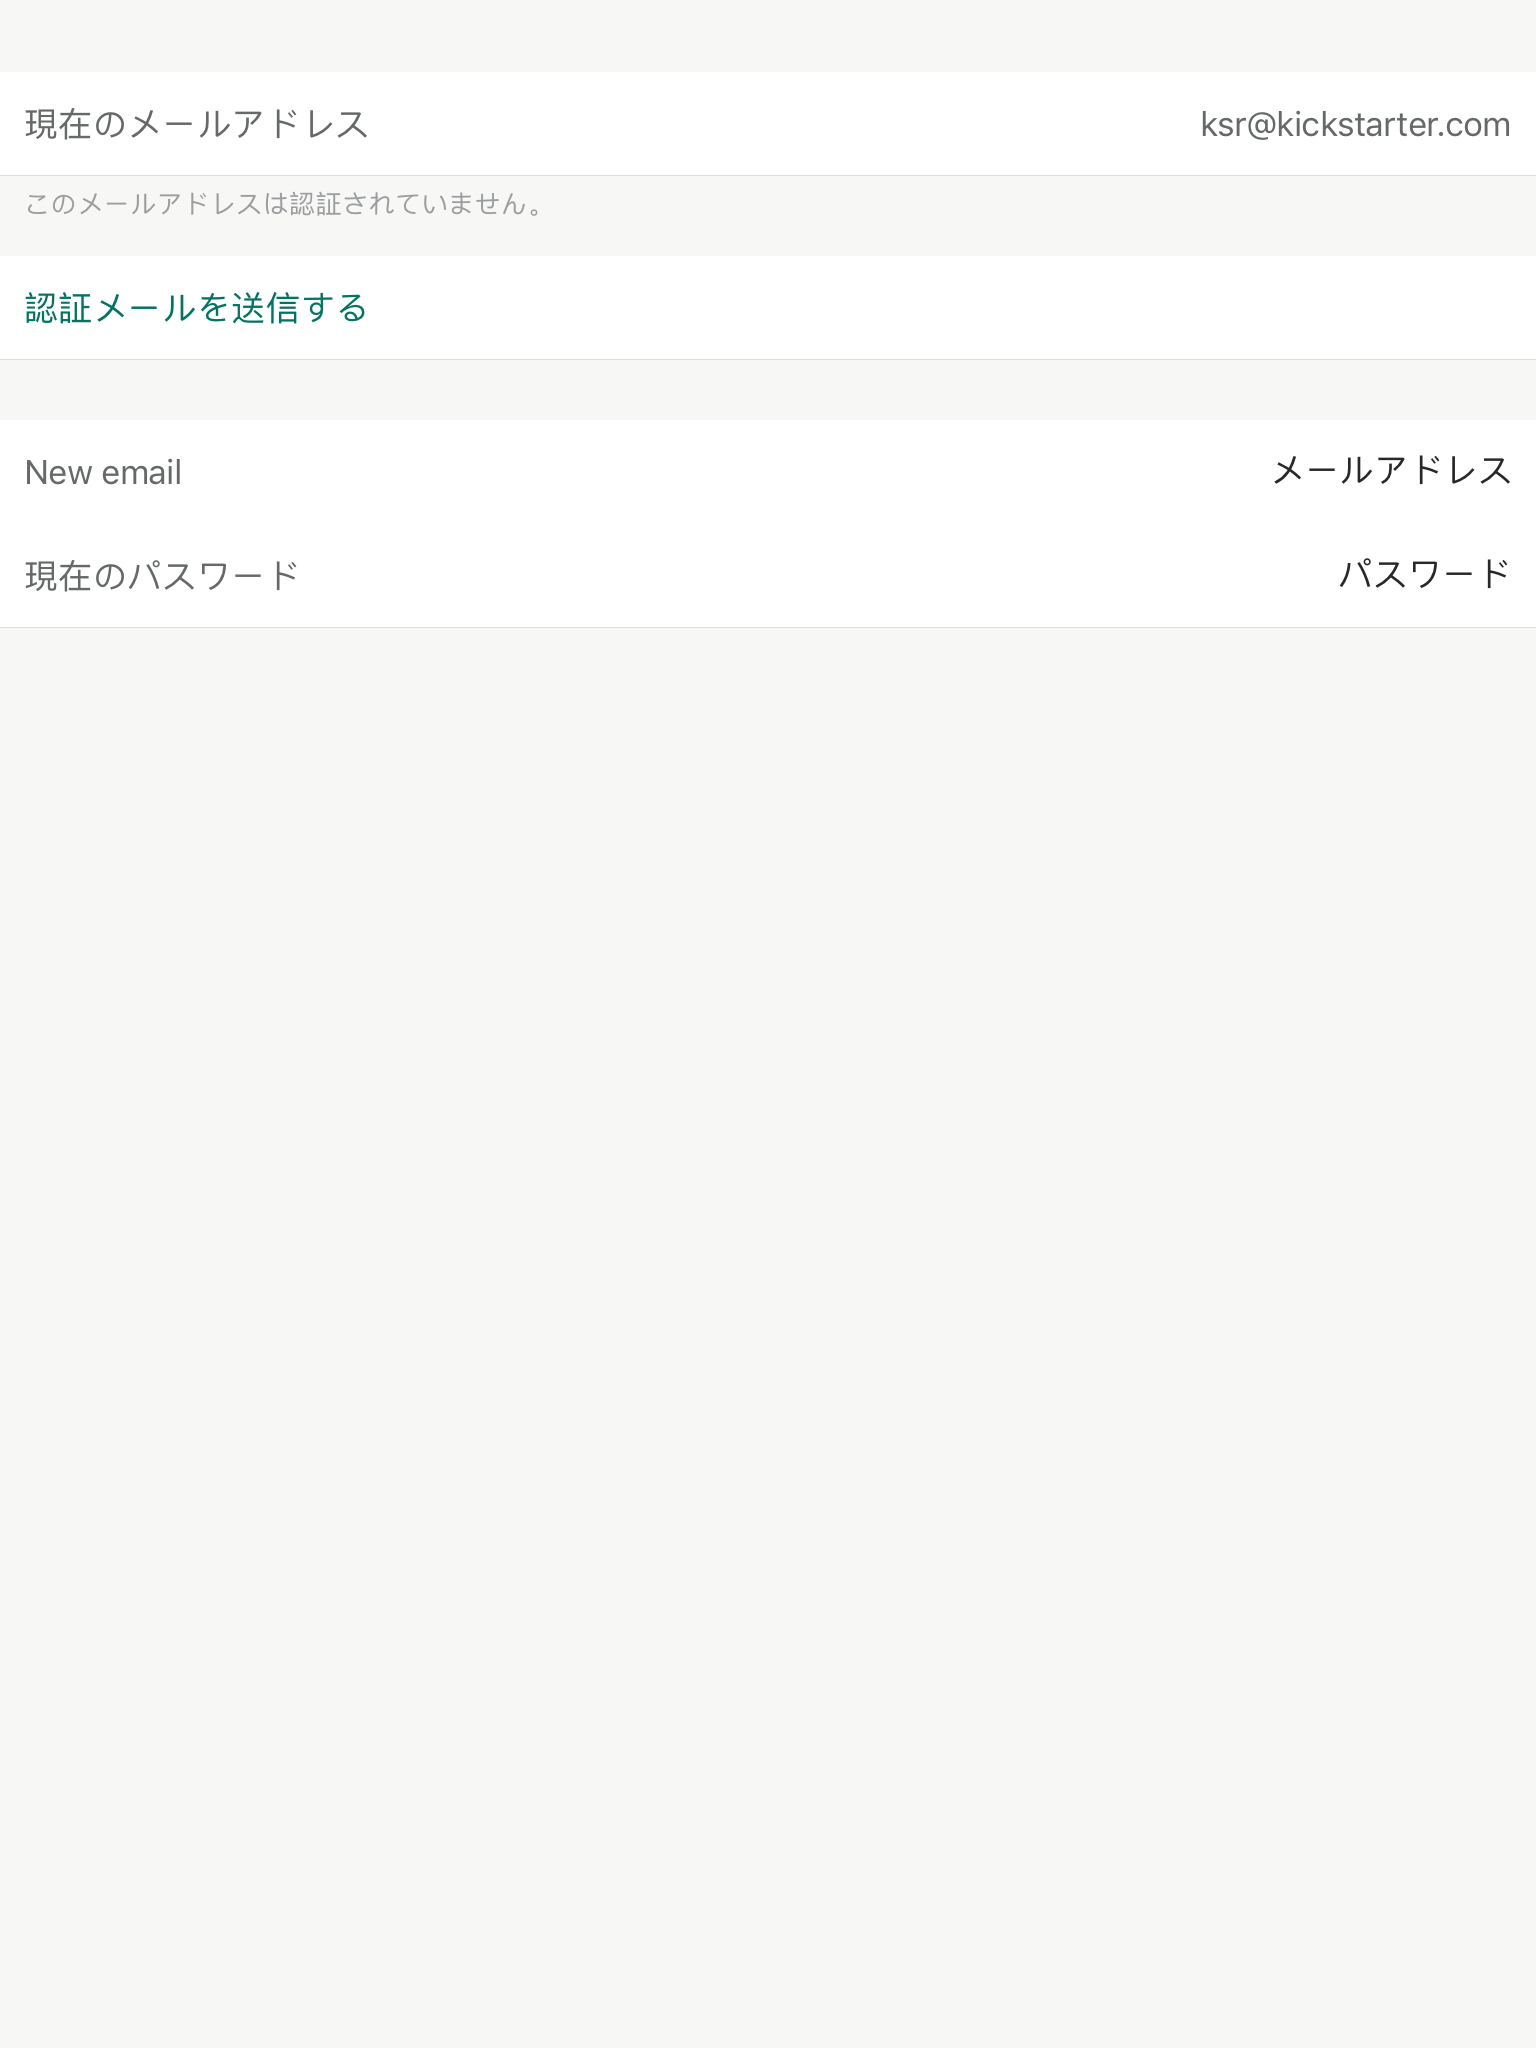 現在のメールアドレス ksr@kickstarter.com
このメールアドレスは認証されていません。
認証メールを送信する
New email メールアドレス
現在のパスワード パスワード